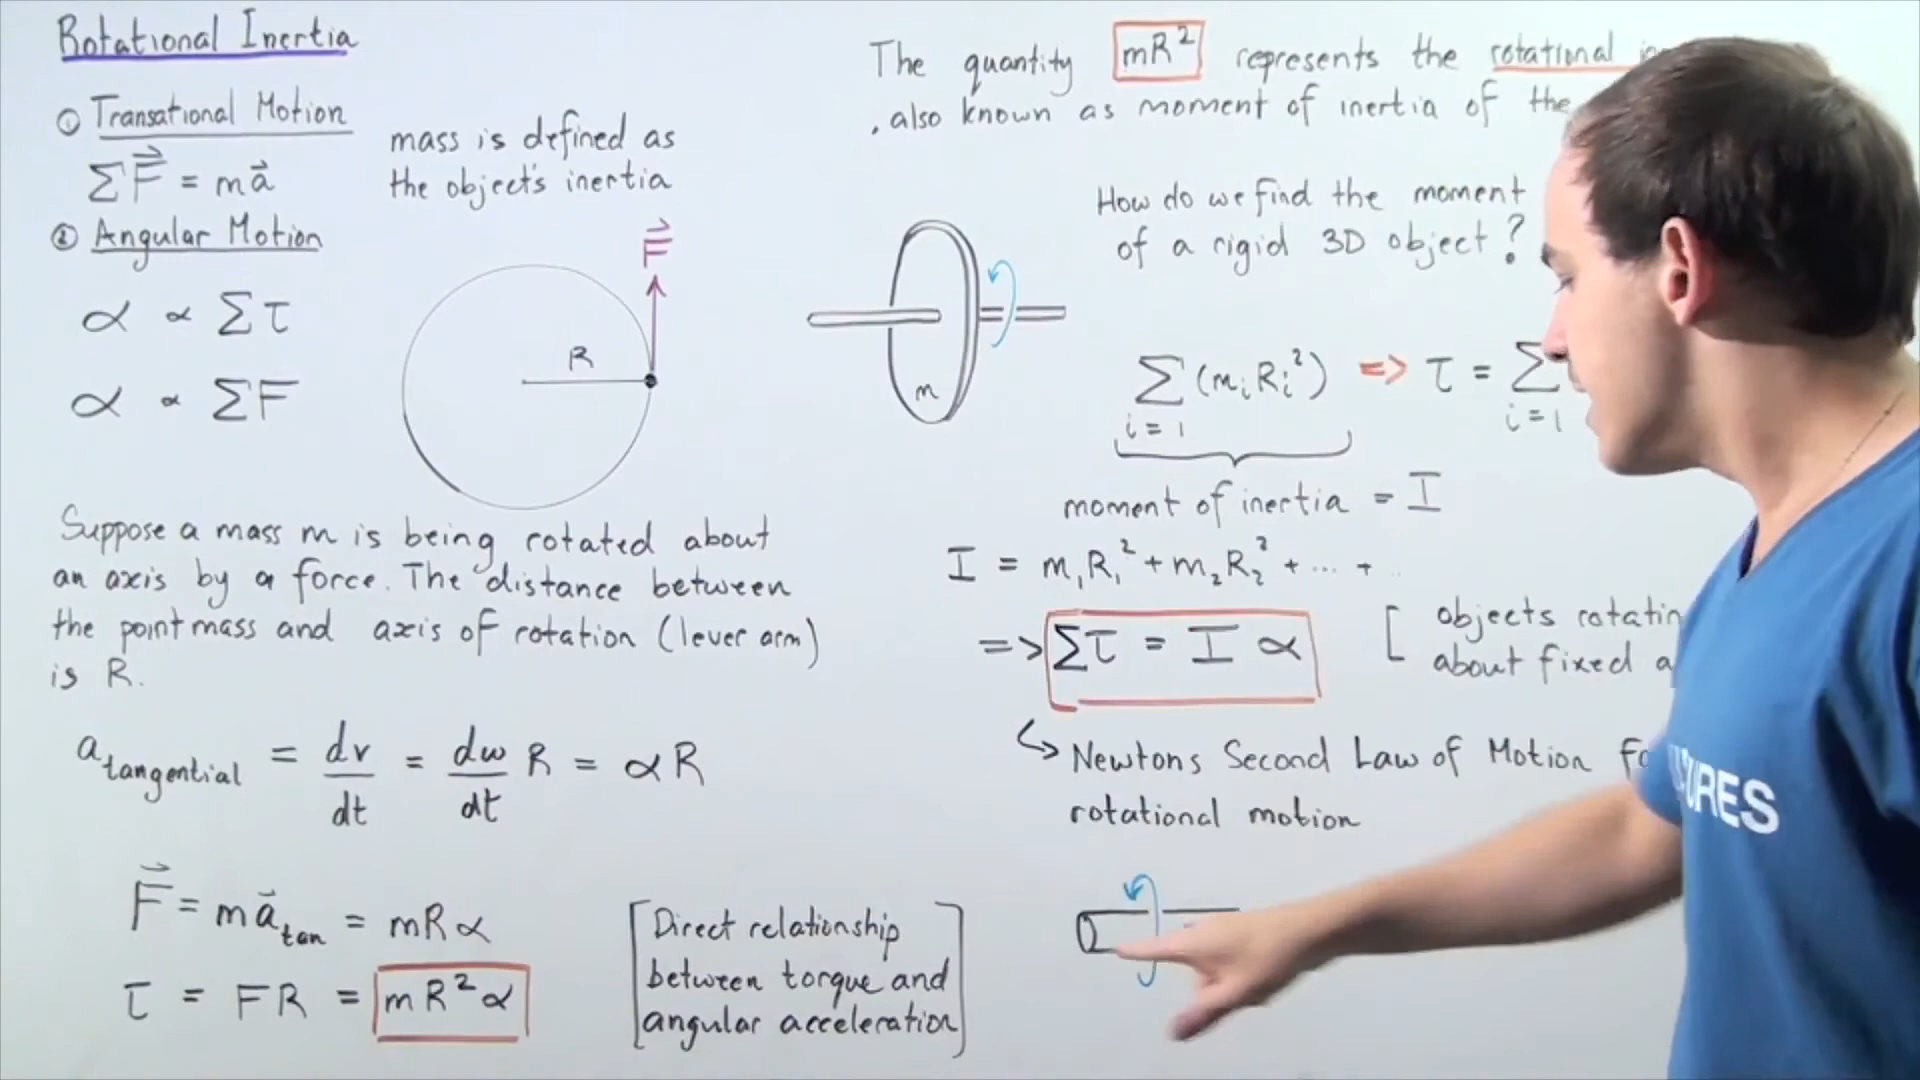 Rotational Inertia
① Transational Motion
ΣF⃗ = ma⃗
mass is defined as
the object's inertia
② Angular Motion
α ∝ Στ
α ∝ ΣF
F⃗
R
Suppose a mass m is being rotated about
an axis by a force. The distance between
the point mass and axis of rotation (lever arm)
is R.
a tangential = dv/dt = dω/dt R = αR
F⃗ = ma⃗ tan = mRα
τ = FR = mR²α
[Direct relationship
between torque and
angular acceleration]
The quantity mR² represents the rotational
, also known as moment of inertia of the
How do we find the moment
of a rigid 3D object?
m
Σ i=1 (mᵢRᵢ²) => τ = Σ i=1
moment of inertia = I
I = m₁R₁² + m₂R₂² + ... +
=> Στ = Iα
[objects
about fixed
↳ Newtons Second Law of Motion
rotational motion
URES